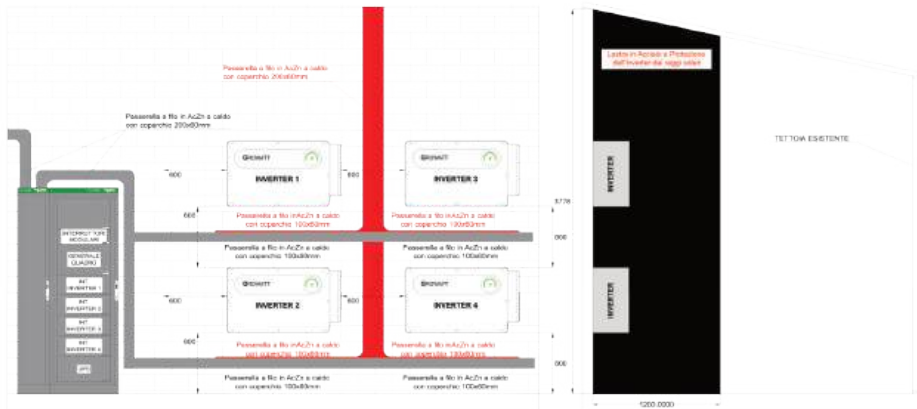 Passerella a filo in AcZn a caldo
con coperchio 200x60mm
Passerella a filo in AcZn a caldo
con coperchio 200x60mm
GROWATT
INVERTER 1
GROWATT
INVERTER 3
600
600
600
Passerella a filo in AcZn a caldo
con coperchio 100x60mm
Passerella a filo in AcZn a caldo
con coperchio 100x60mm
Passerella a filo in AcZn a caldo
con coperchio 100x60mm
Passerella a filo in AcZn a caldo
con coperchio 100x60mm
GROWATT
INVERTER 2
GROWATT
INVERTER 4
600
600
600
Passerella a filo in AcZn a caldo
con coperchio 100x60mm
Passerella a filo in AcZn a caldo
con coperchio 100x60mm
Passerella a filo in AcZn a caldo
con coperchio 100x60mm
Passerella a filo in AcZn a caldo
con coperchio 100x60mm
INTERRUTTORI
MODULARI
GENERALE
QUADRO
INT
INVERTER 1
INT
INVERTER 2
INT
INVERTER 3
INT
INVERTER 4
600
800
Lastra in Acciaio a Protezione
dell'Inverter dai raggi solari
INVERTER
INVERTER
TETTOIA ESISTENTE
1200.0000